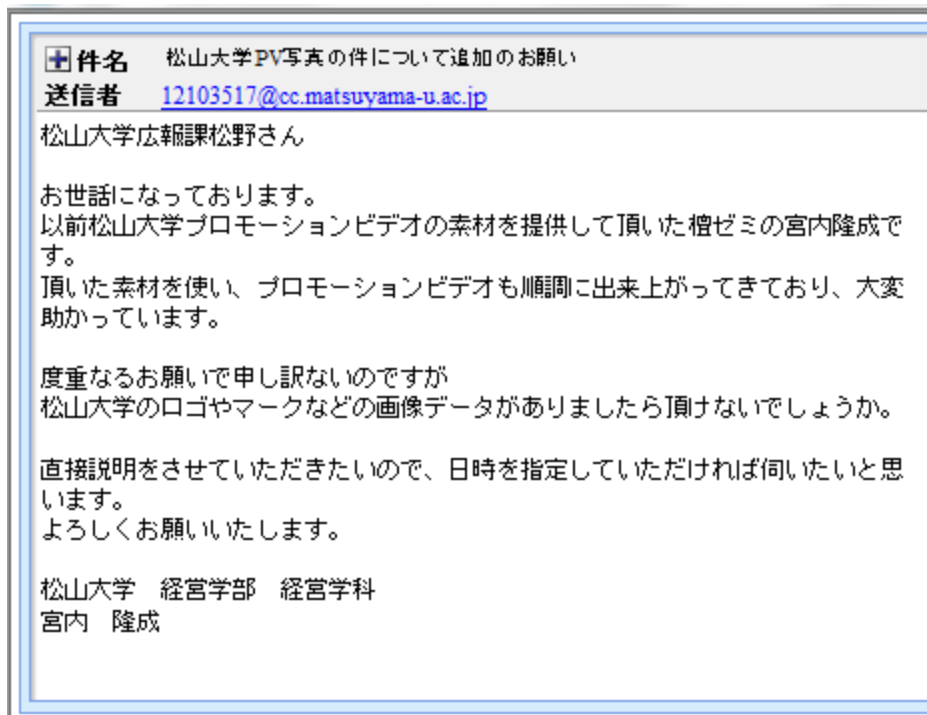 件名 松山大学PV写真の件について追加のお願い
送信者 12103517@cc.matsuyama-u.ac.jp
松山大学広報課松野さん
お世話になっております。
以前松山大学プロモーションビデオの素材を提供して頂いた檀ゼミの宮内隆成で
す。
頂いた素材を使い、プロモーションビデオも順調に出来上がってきており、大変
助かっています。
度重なるお願いで申し訳ないのですが
松山大学のロゴやマークなどの画像データがありましたら頂けないでしょうか。
直接説明をさせていただきたいので、日時を指定していただければ伺いたいと思
います。
よろしくお願いいたします。
松山大学　経営学部　経営学科
宮内　隆成